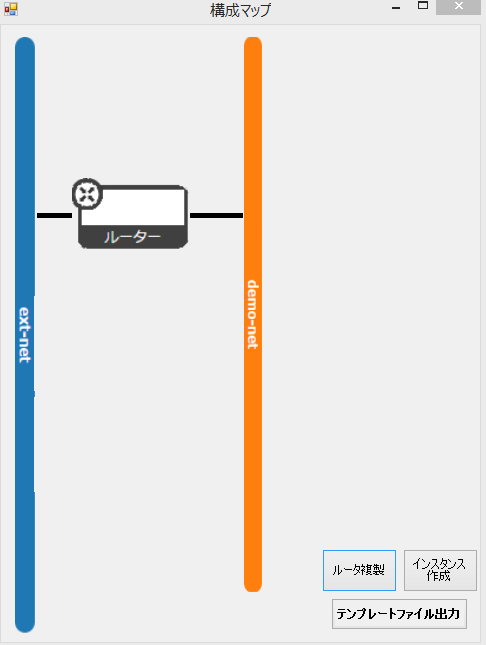 構成マップ
ルーター
ext-net
demo-net
ルータ複製
インスタンス
作成
テンプレートファイル出力